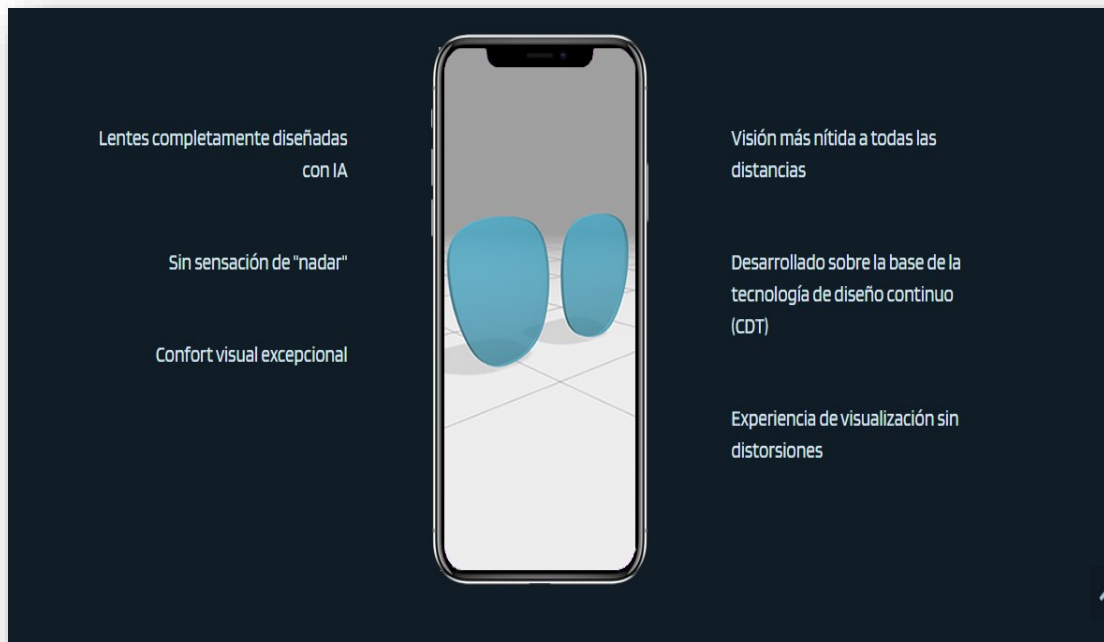 Lentes completamente diseñadas
con IA
Sin sensación de "nadar"
Confort visual excepcional
Visión más nítida a todas las
distancias
Desarrollado sobre la base de la
tecnología de diseño continuo
(CDT)
Experiencia de visualización sin
distorsiones